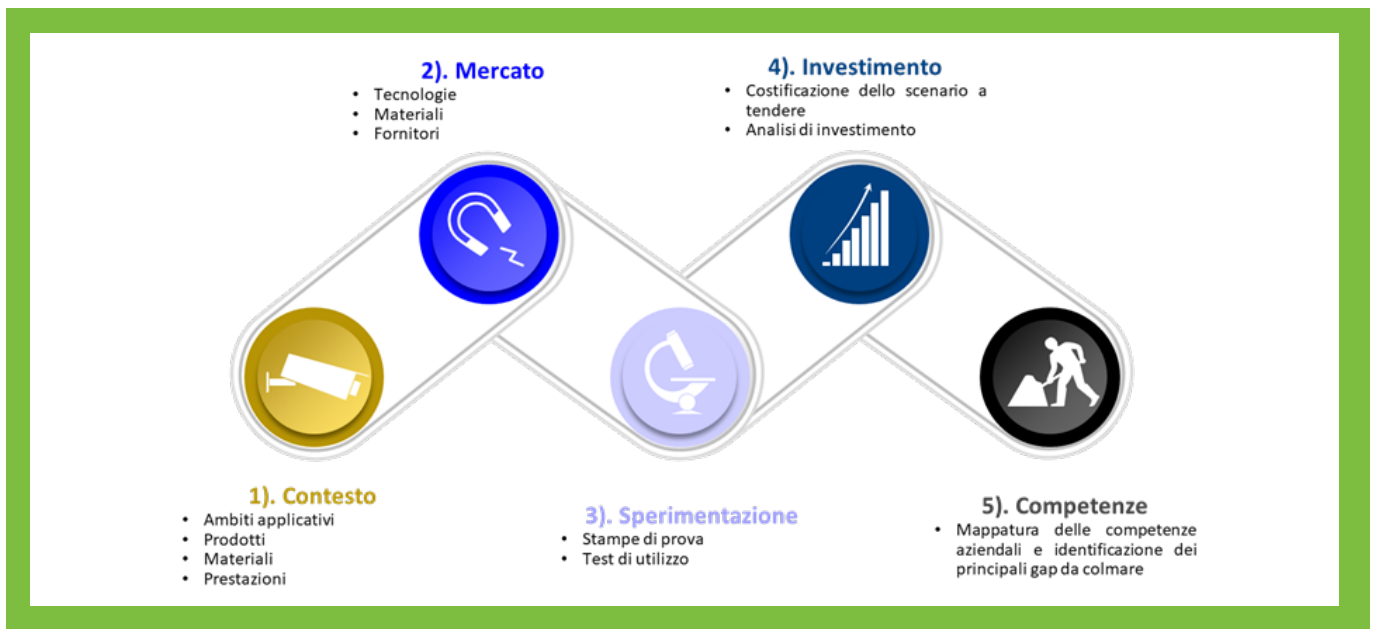 1). Contesto
• Ambiti applicativi
• Prodotti
• Materiali
• Prestazioni
2). Mercato
• Tecnologie
• Materiali
• Fornitori
3). Sperimentazione
• Stampe di prova
• Test di utilizzo
4). Investimento
• Costificazione dello scenario a
tendere
• Analisi di investimento
5). Competenze
• Mappatura delle competenze
aziendali e identificazione dei
principali gap da colmare